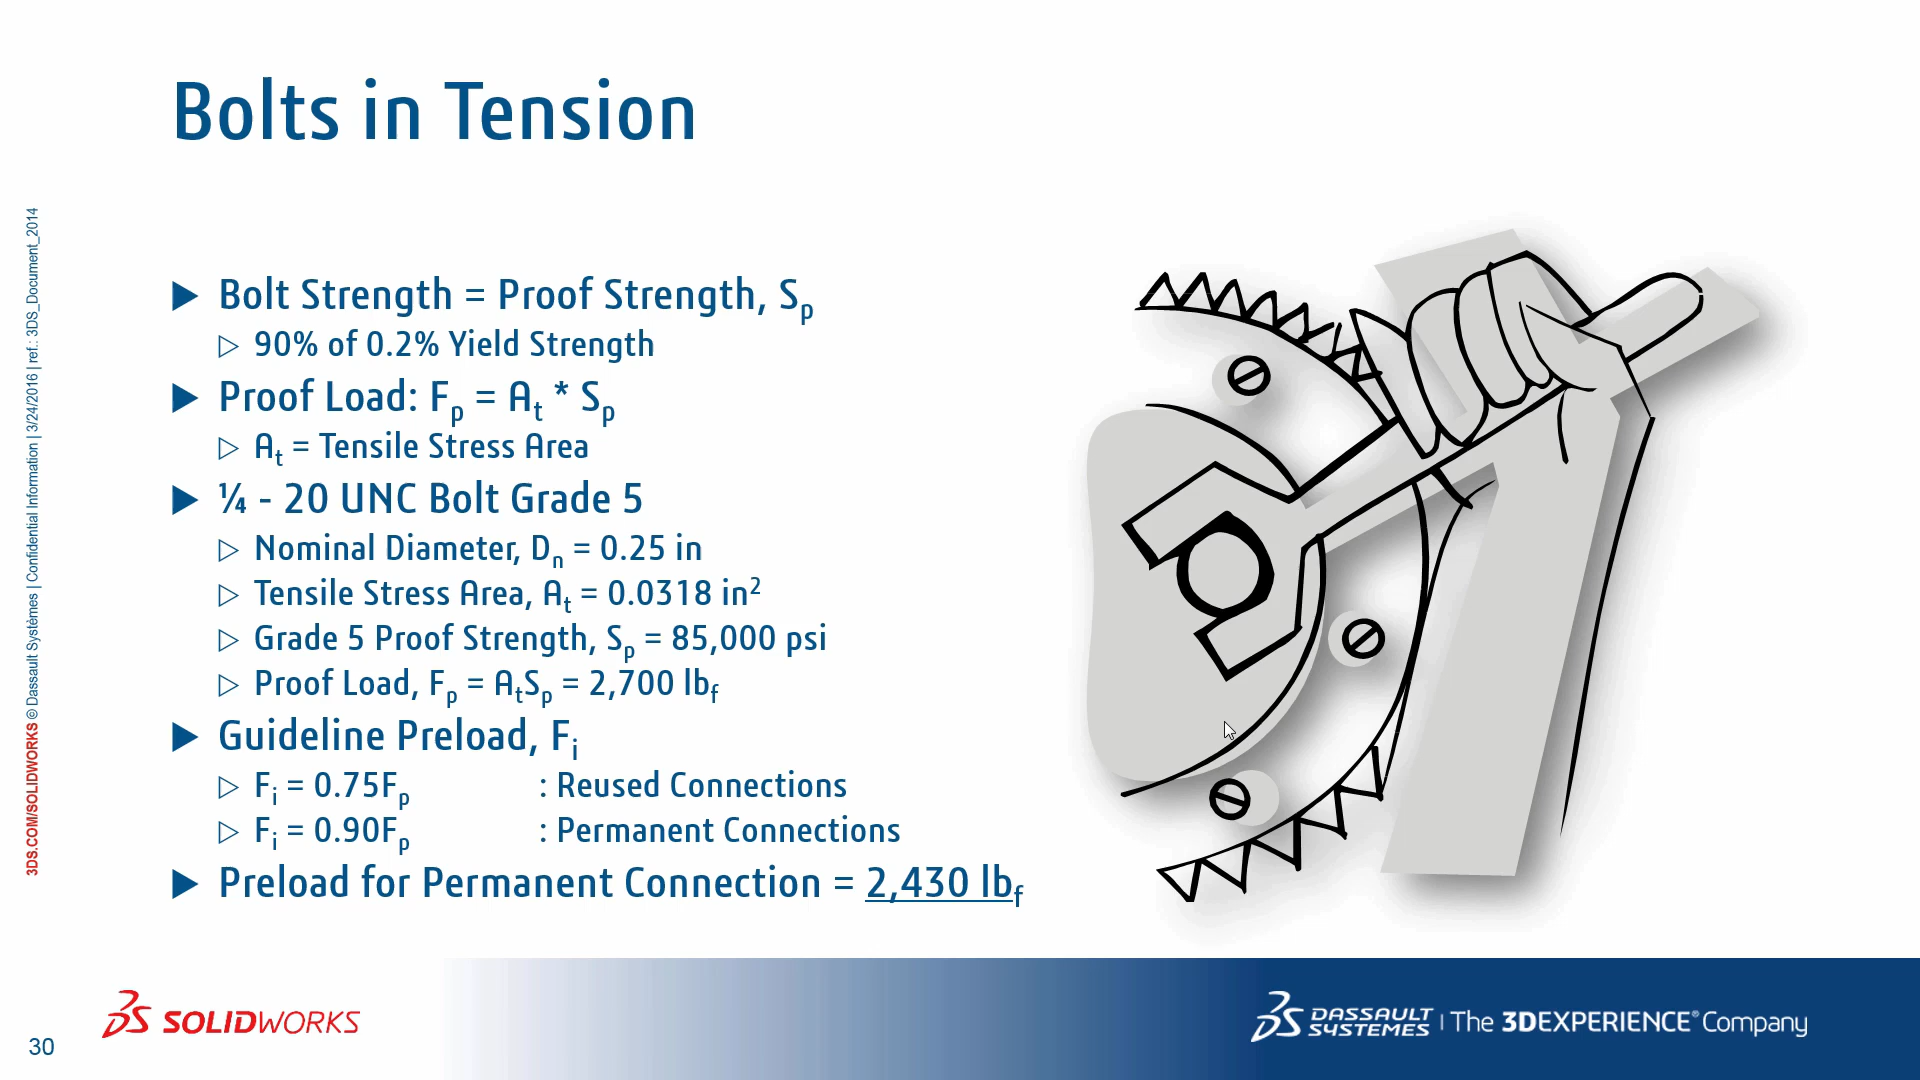 Bolts in Tension
▶ Bolt Strength = Proof Strength, Sp
▷ 90% of 0.2% Yield Strength
▶ Proof Load: Fp = At * Sp
▷ At = Tensile Stress Area
▶ ¼ - 20 UNC Bolt Grade 5
▷ Nominal Diameter, Dn = 0.25 in
▷ Tensile Stress Area, At = 0.0318 in²
▷ Grade 5 Proof Strength, Sp = 85,000 psi
▷ Proof Load, Fp = AtSp = 2,700 lbf
▶ Guideline Preload, Fi
▷ Fi = 0.75Fp : Reused Connections
▷ Fi = 0.90Fp : Permanent Connections
▶ Preload for Permanent Connection = 2,430 lbf
3DS.COM/SOLIDWORKS © Dassault Systèmes | Confidential Information | 3/24/2016 | ref.: 3DS_Document_2014
30
SOLIDWORKS
DASSAULT SYSTEMES | The 3DEXPERIENCE® Company